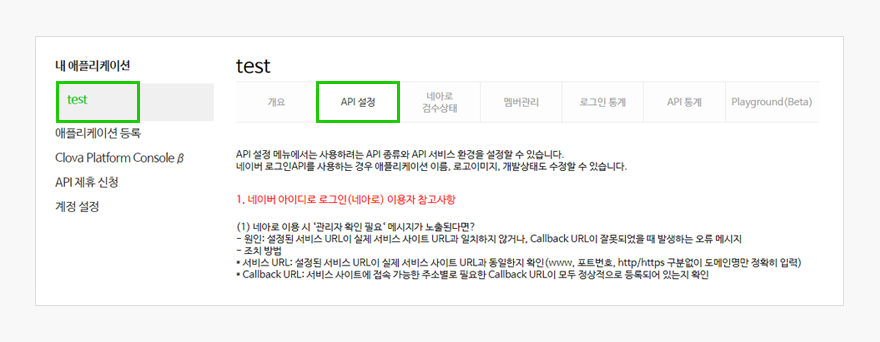 내 애플리케이션
test
애플리케이션 등록
Clova Platform Console β
API 제휴 신청
계정 설정
test
개요
API 설정
네아로
검수상태
멤버관리
로그인 통계
API 통계
Playground(Beta)
API 설정 메뉴에서는 사용하려는 API 종류와 API 서비스 환경을 설정할 수 있습니다.
네이버 로그인API를 사용하는 경우 애플리케이션 이름, 로고이미지, 개발상태도 수정할 수 있습니다.
1. 네이버 아이디로 로그인(네아로) 이용자 참고사항
(1) 네아로 이용 시 '관리자 확인 필요' 메시지가 노출된다면?
- 원인: 설정된 서비스 URL이 실제 서비스 사이트 URL과 일치하지 않거나, Callback URL이 잘못되었을 때 발생하는 오류 메시지
- 조치 방법
▪ 서비스 URL: 설정된 서비스 URL이 실제 서비스 사이트 URL과 동일한지 확인(www, 포트번호, http/https 구분없이 도메인명만 정확히 입력)
▪ Callback URL: 서비스 사이트에 접속 가능한 주소별로 필요한 Callback URL이 모두 정상적으로 등록되어 있는지 확인